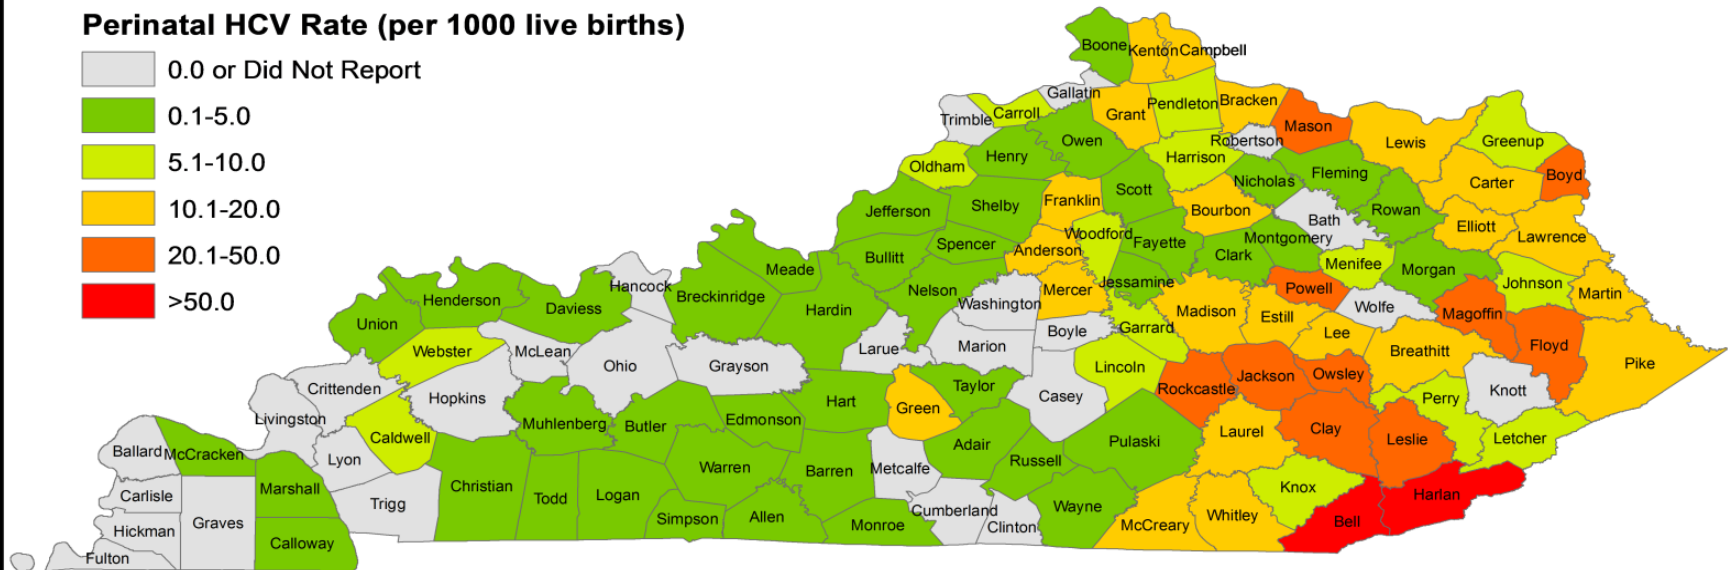 Perinatal HCV Rate (per 1000 live births)
0.0 or Did Not Report
0.1-5.0
5.1-10.0
10.1-20.0
20.1-50.0
>50.0
Boone
Kenton
Campbell
Gallatin
Trimble
Carroll
Grant
Pendleton
Bracken
Mason
Robertson
Lewis
Greenup
Owen
Henry
Oldham
Harrison
Nicholas
Fleming
Carter
Boyd
Jefferson
Shelby
Franklin
Scott
Bourbon
Bath
Rowan
Elliott
Lawrence
Bullitt
Spencer
Anderson
Woodford
Fayette
Clark
Montgomery
Menifee
Morgan
Johnson
Martin
Hancock
Meade
Breckinridge
Hardin
Nelson
Washington
Mercer
Jessamine
Madison
Powell
Estill
Wolfe
Magoffin
Floyd
Pike
Union
Henderson
Daviess
Webster
McLean
Ohio
Grayson
Larue
Marion
Boyle
Garrard
Lincoln
Lee
Breathitt
Crittenden
Hopkins
Livingston
Caldwell
Lyon
Muhlenberg
Butler
Edmonson
Hart
Green
Taylor
Casey
Rockcastle
Jackson
Owsley
Perry
Knott
Ballard
McCracken
Marshall
Christian
Todd
Logan
Warren
Barren
Metcalfe
Adair
Russell
Pulaski
Laurel
Clay
Leslie
Letcher
Carlisle
Graves
Hickman
Fulton
Calloway
Trigg
Simpson
Allen
Monroe
Cumberland
Clinton
Wayne
McCreary
Whitley
Knox
Bell
Harlan